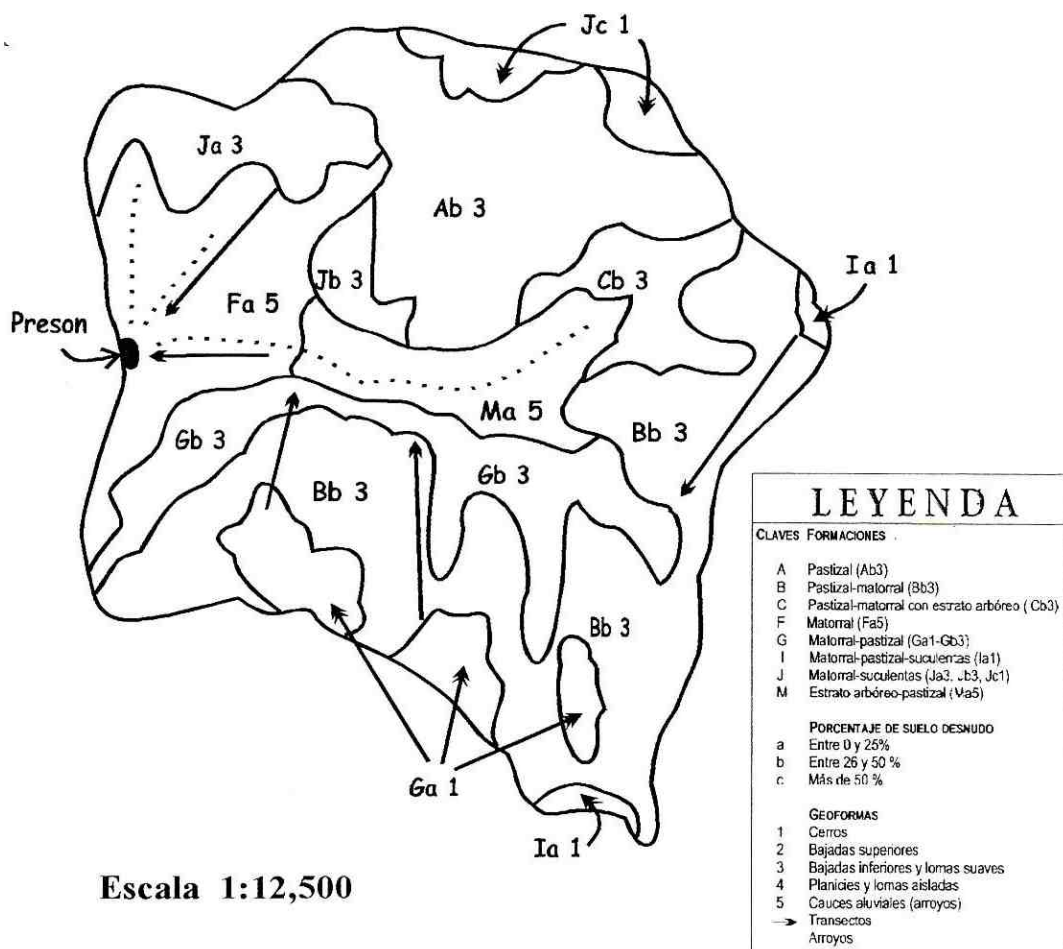 Jc 1
Ja 3
Ab 3
Ia 1
Jb 3
Cb 3
Fa 5
Preson
Ma 5
Bb 3
Gb 3
Gb 3
Bb 3
Bb 3
Ga 1
Ia 1
Escala 1:12,500
LEYENDA
CLAVES FORMACIONES
A Pastizal (Ab3)
B Pastizal-matorral (Bb3)
C Pastizal-matorral con estrato arbóreo (Cb3)
F Matorral (Fa5)
G Matorral-pastizal (Ga1-Gb3)
I Matorral-pastizal-suculentas (Ia1)
J Matorral-suculentas (Ja3, Jb3, Jc1)
M Estrato arbóreo-pastizal (Ma5)
PORCENTAJE DE SUELO DESNUDO
a Entre 0 y 25%
b Entre 26 y 50 %
c Más de 50 %
GEOFORMAS
1 Cerros
2 Bajadas superiores
3 Bajadas inferiores y lomas suaves
4 Planicies y lomas aisladas
5 Cauces aluviales (arroyos)
Transectos
Arroyos